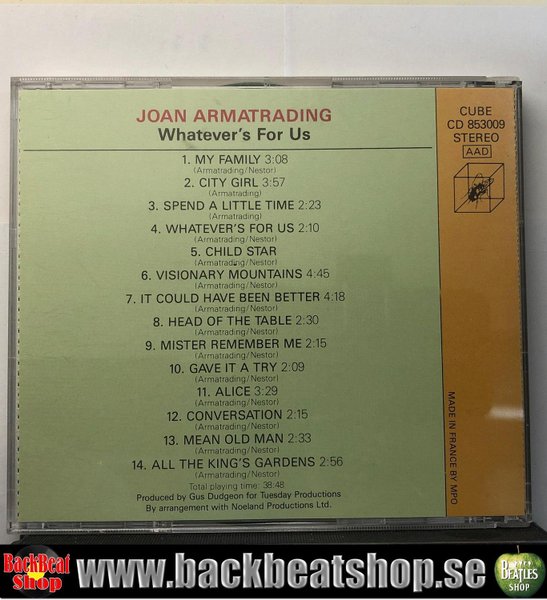 JOAN ARMATRADING
Whatever's For Us
1. MY FAMILY 3:08
(Armatrading/Nestor)
2. CITY GIRL 3:57
(Armatrading)
3. SPEND A LITTLE TIME 2:23
(Armatrading)
4. WHATEVER'S FOR US 2:10
(Armatrading/Nestor)
5. CHILD STAR
(Armatrading/Nestor)
6. VISIONARY MOUNTAINS 4:45
(Armatrading/Nestor)
7. IT COULD HAVE BEEN BETTER 4:18
(Armatrading/Nestor)
8. HEAD OF THE TABLE 2:30
(Armatrading/Nestor)
9. MISTER REMEMBER ME 2:15
(Armatrading/Nestor)
10. GAVE IT A TRY 2:09
(Armatrading/Nestor)
11. ALICE 3:29
(Armatrading/Nestor)
12. CONVERSATION 2:15
(Armatrading/Nestor)
13. MEAN OLD MAN 2:33
(Armatrading/Nestor)
14. ALL THE KING'S GARDENS 2:56
(Armatrading/Nestor)
Total playing time: 38:48
Produced by Gus Dudgeon for Tuesday Productions
By arrangement with Noeland Productions Ltd.
CUBE
CD 853009
STEREO
AAD
MADE IN FRANCE BY MPO
BackBeat
Shop
www.backbeatshop.se
BEATLES
SHOP